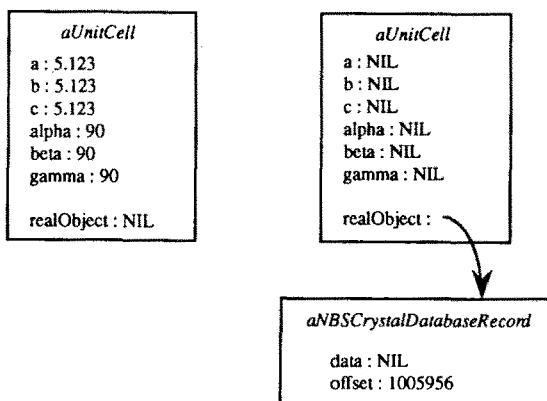 aUnitCell
a : 5.123
b : 5.123
c : 5.123
alpha : 90
beta : 90
gamma : 90
realObject : NIL
aUnitCell
a : NIL
b : NIL
c : NIL
alpha : NIL
beta : NIL
gamma : NIL
realObject :
aNBSCrystalDatabaseRecord
data : NIL
offset : 1005956